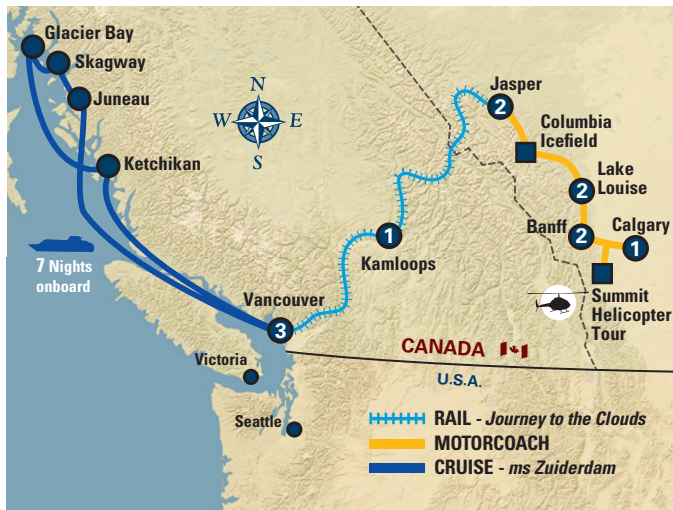 Glacier Bay
Skagway
Juneau
Ketchikan
N
W E
S
Jasper
2
Columbia
Icefield
Lake
Louise
2
Banff
2
Calgary
1
Summit
Helicopter
Tour
1
Kamloops
7 Nights
onboard
Vancouver
3
Victoria
Seattle
CANADA
U.S.A.
RAIL - Journey to the Clouds
MOTORCOACH
CRUISE - ms Zuiderdam